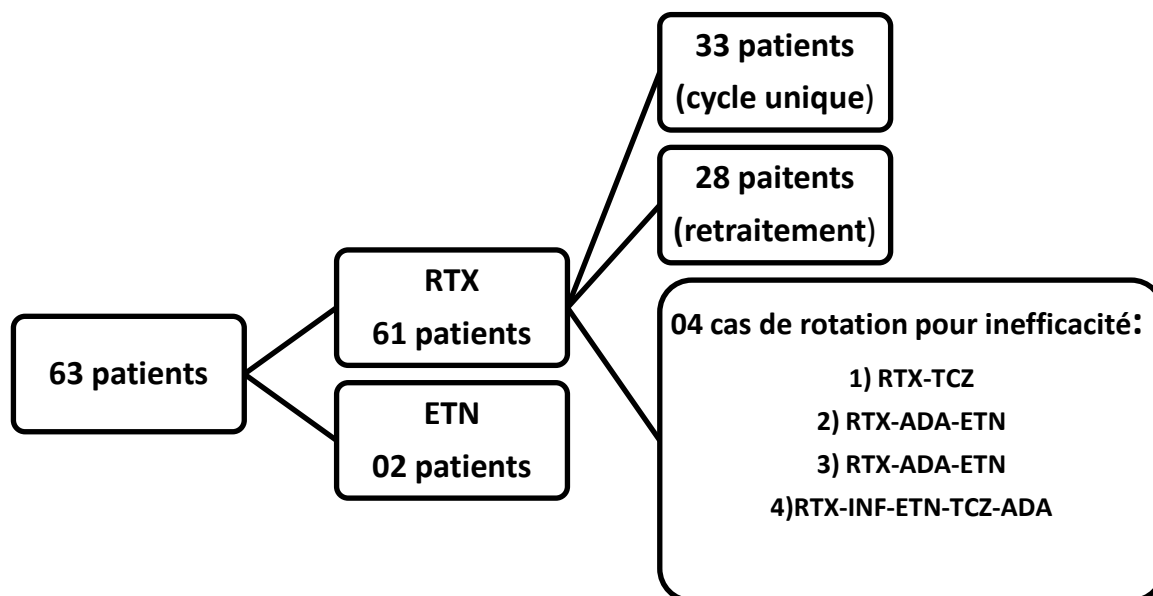 63 patients
RTX
61 patients
ETN
02 patients
33 patients
(cycle unique)
28 paitents
(retraitement)
04 cas de rotation pour inefficacité:
1) RTX-TCZ
2) RTX-ADA-ETN
3) RTX-ADA-ETN
4)RTX-INF-ETN-TCZ-ADA